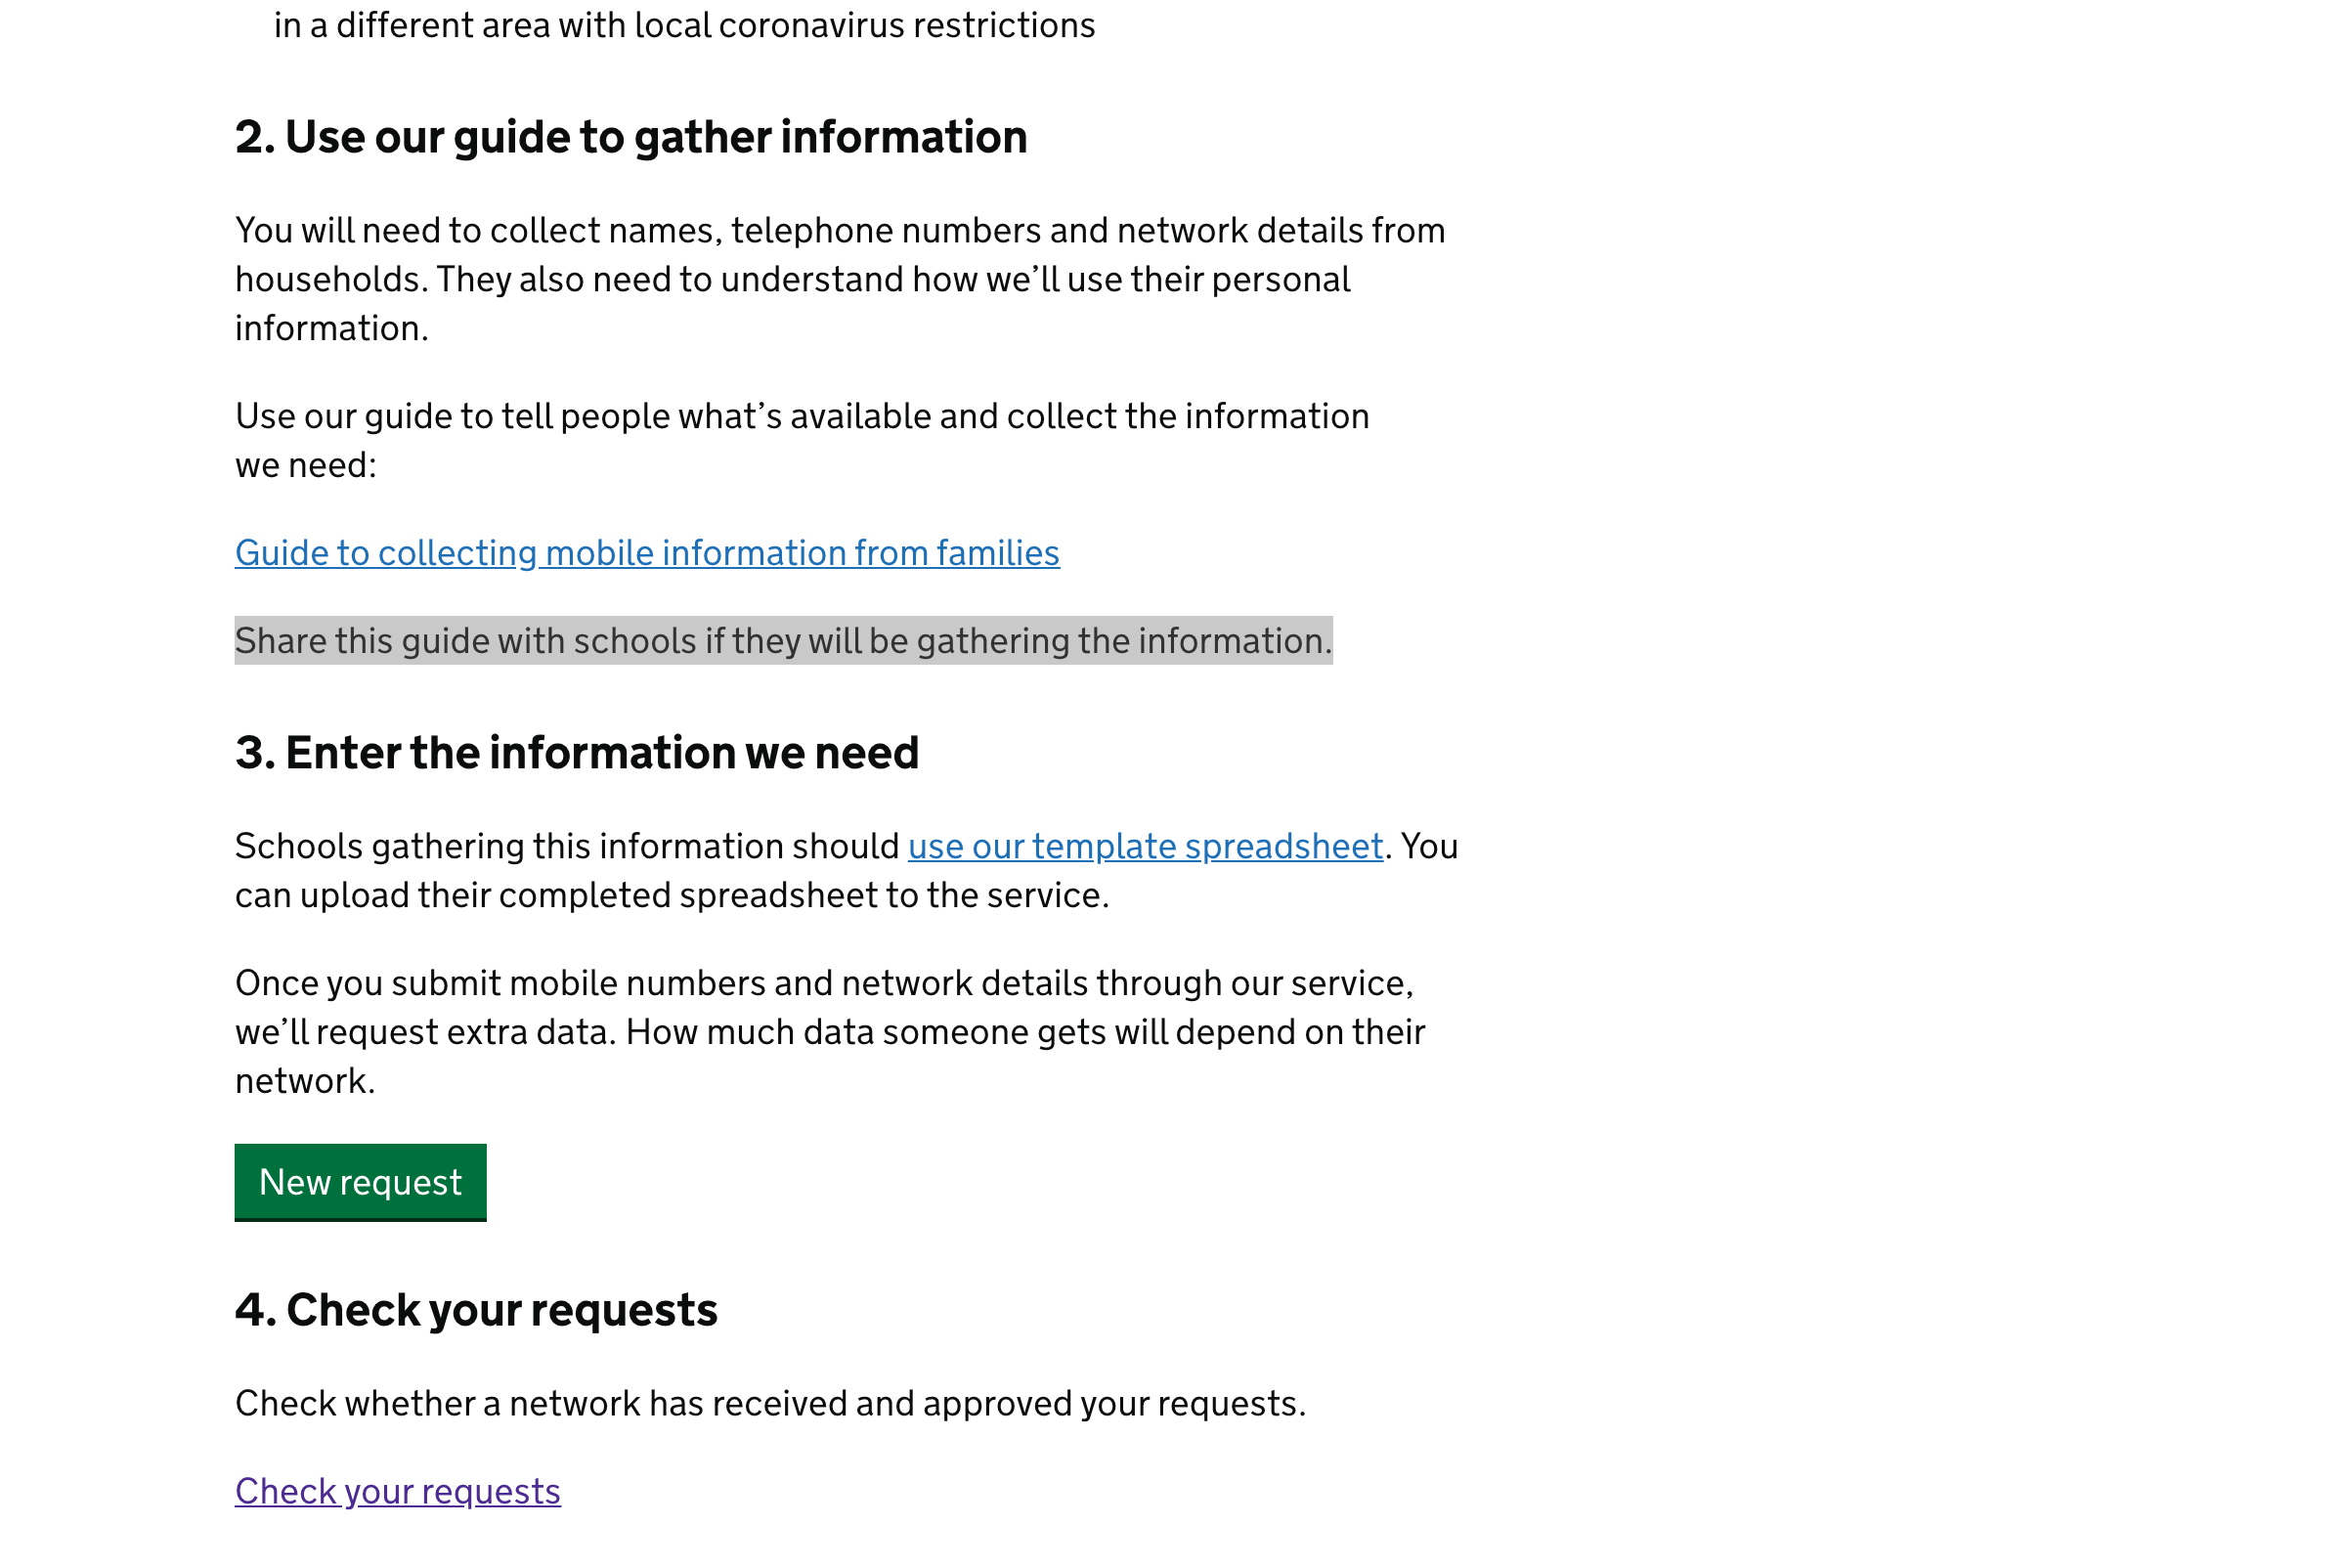 in a different area with local coronavirus restrictions
2. Use our guide to gather information
You will need to collect names, telephone numbers and network details from
households. They also need to understand how we’ll use their personal
information.
Use our guide to tell people what’s available and collect the information
we need:
Guide to collecting mobile information from families
Share this guide with schools if they will be gathering the information.
3. Enter the information we need
Schools gathering this information should use our template spreadsheet. You
can upload their completed spreadsheet to the service.
Once you submit mobile numbers and network details through our service,
we’ll request extra data. How much data someone gets will depend on their
network.
New request
4. Check your requests
Check whether a network has received and approved your requests.
Check your requests